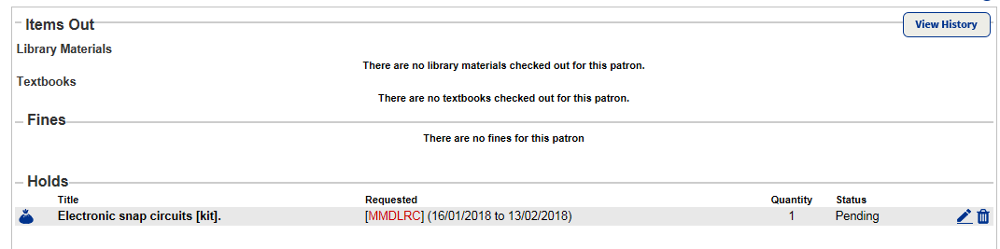 Items Out
View History
Library Materials
There are no library materials checked out for this patron.
Textbooks
There are no textbooks checked out for this patron.
Fines
There are no fines for this patron
Holds
Title Requested Quantity Status
Electronic snap circuits [kit]. [MMDLRC] (16/01/2018 to 13/02/2018) 1 Pending